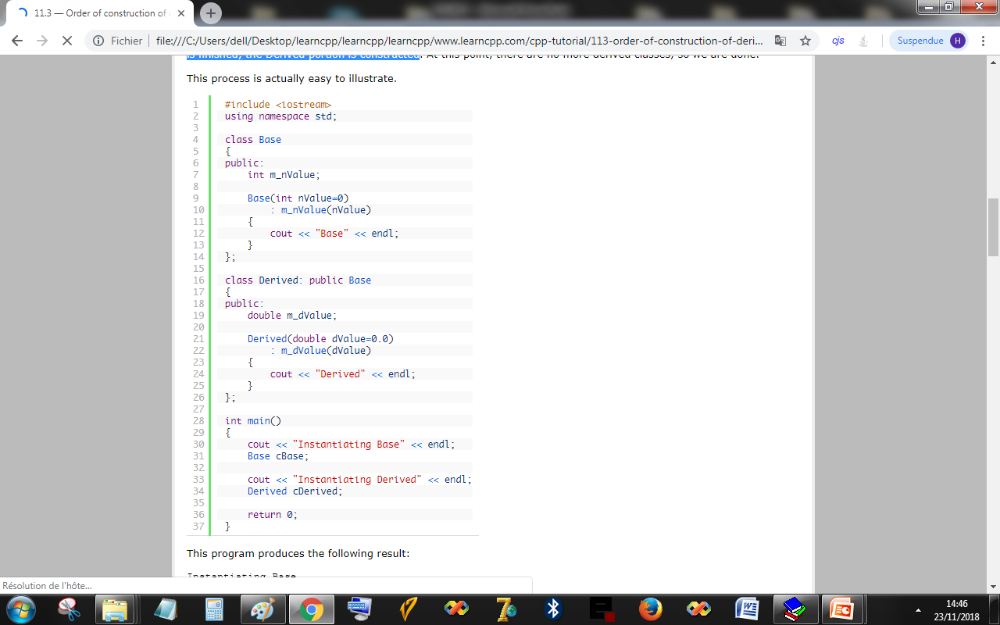 11.3 — Order of construction of
Fichier
file:///C:/Users/dell/Desktop/learncpp/learncpp/learncpp/www.learncpp.com/cpp-tutorial/113-order-of-construction-of-deri...
cjs
Suspendue
H
is finished, the Derived portion is constructed. At this point, there are no more derived classes, so we are done.
This process is actually easy to illustrate.
1 #include <iostream>
2 using namespace std;
3
4 class Base
5 {
6 public:
7 int m_nValue;
8
9 Base(int nValue=0)
10 : m_nValue(nValue)
11 {
12 cout << "Base" << endl;
13 }
14 };
15
16 class Derived: public Base
17 {
18 public:
19 double m_dValue;
20
21 Derived(double dValue=0.0)
22 : m_dValue(dValue)
23 {
24 cout << "Derived" << endl;
25 }
26 };
27
28 int main()
29 {
30 cout << "Instantiating Base" << endl;
31 Base cBase;
32
33 cout << "Instantiating Derived" << endl;
34 Derived cDerived;
35
36 return 0;
37 }
This program produces the following result:
Instantiating Base
Résolution de l'hôte...
14:46
23/11/2018